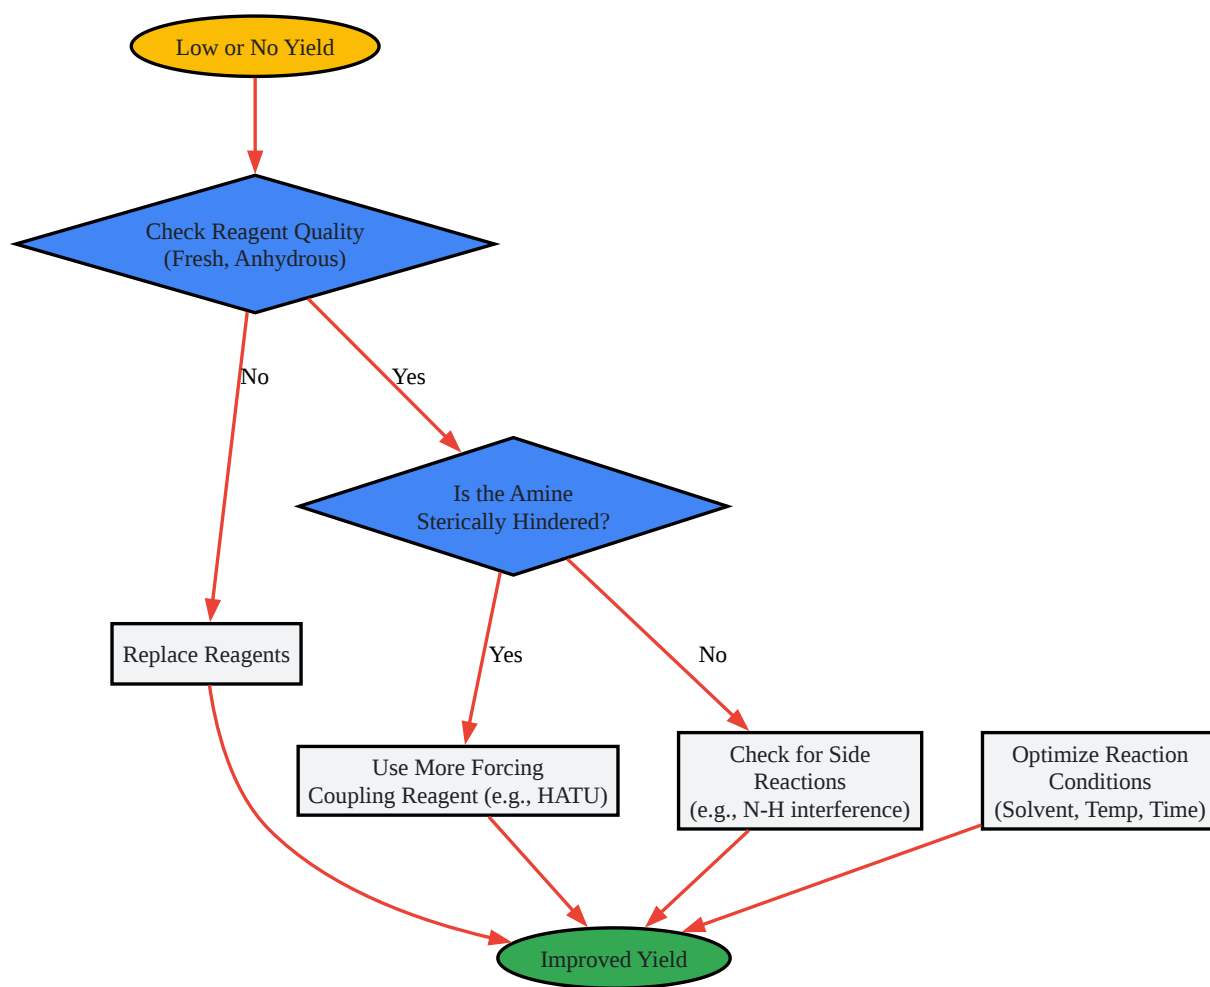 Low or No Yield
Check Reagent Quality
(Fresh, Anhydrous)
No
Yes
Is the Amine
Sterically Hindered?
Replace Reagents
Yes
No
Use More Forcing
Coupling Reagent (e.g., HATU)
Check for Side
Reactions
(e.g., N-H interference)
Optimize Reaction
Conditions
(Solvent, Temp, Time)
Improved Yield